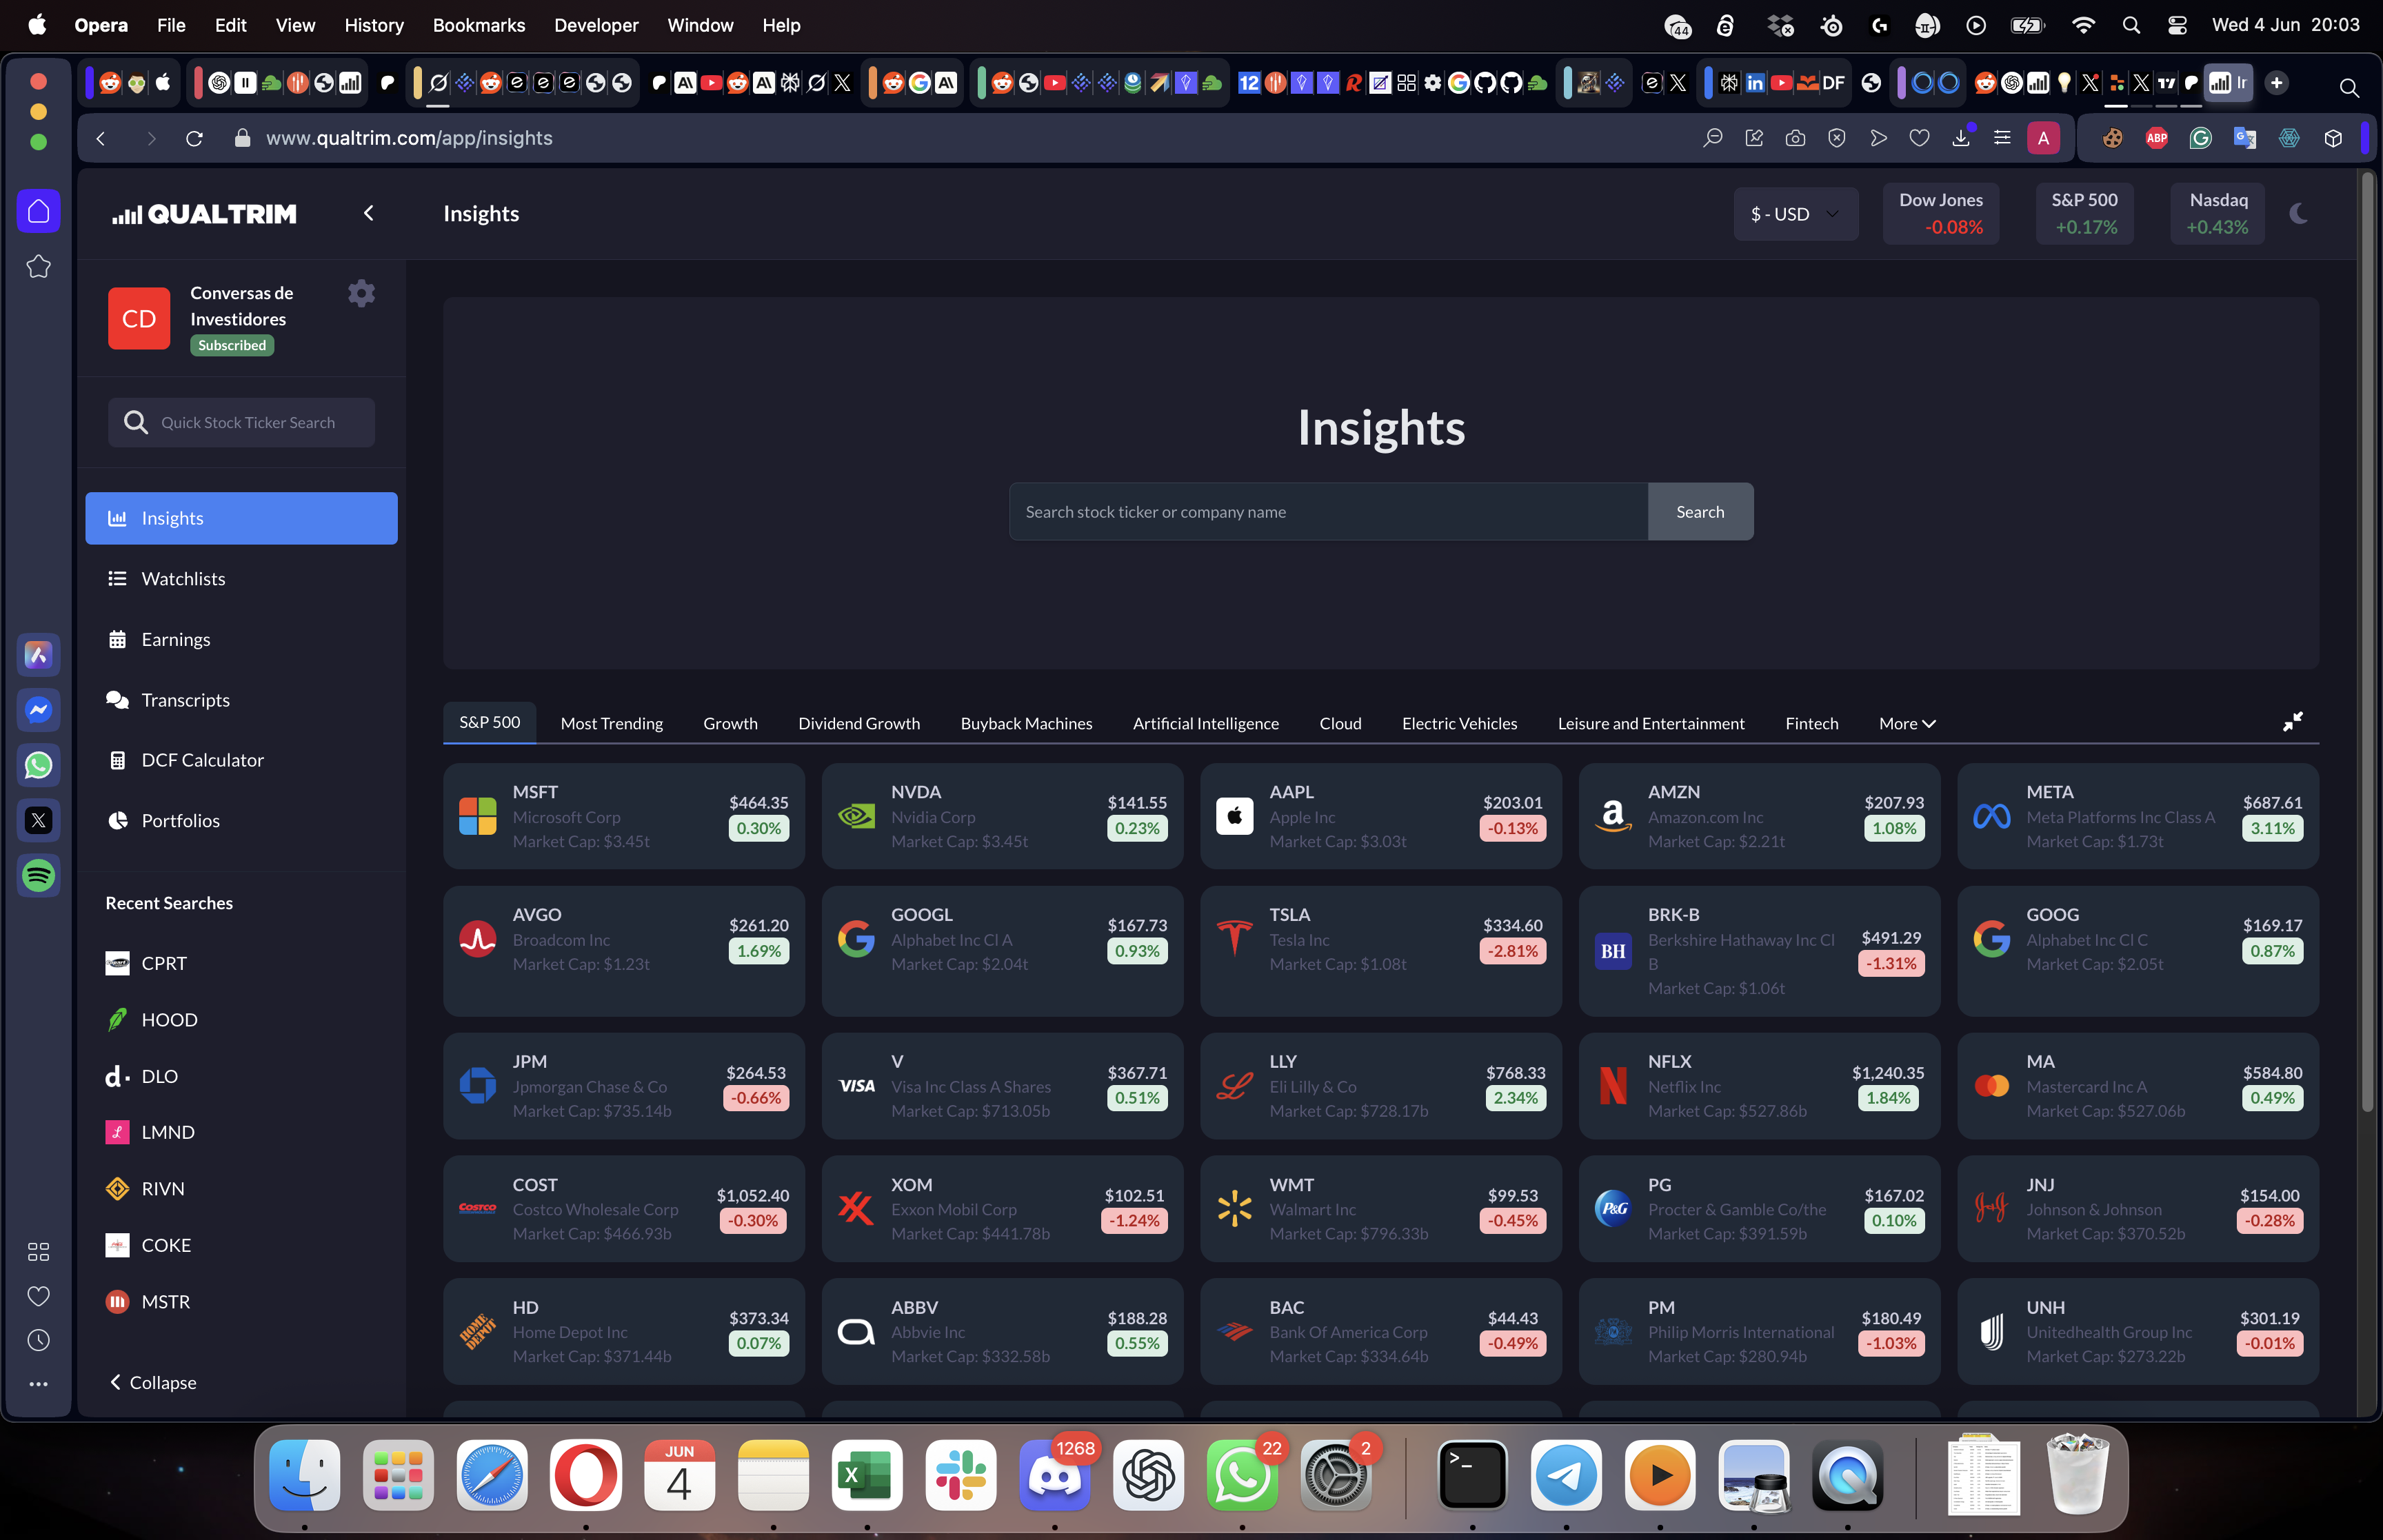 Opera File Edit View History Bookmarks Developer Window Help
44
Wed 4 Jun 20:03
12
DF
Ir
www.qualtrim.com/app/insights
A
ABP
QUALTRIM
Insights
$ - USD
Dow Jones
-0.08%
S&P 500
+0.17%
Nasdaq
+0.43%
CD
Conversas de
Investidores
Subscribed
Quick Stock Ticker Search
Insights
Watchlists
Earnings
Transcripts
DCF Calculator
Portfolios
Recent Searches
CPRT
HOOD
DLO
LMND
RIVN
COKE
MSTR
Collapse
Insights
Search stock ticker or company name
Search
S&P 500 Most Trending Growth Dividend Growth Buyback Machines Artificial Intelligence Cloud Electric Vehicles Leisure and Entertainment Fintech More
MSFT
Microsoft Corp
Market Cap: $3.45t
$464.35
0.30%
NVDA
Nvidia Corp
Market Cap: $3.45t
$141.55
0.23%
AAPL
Apple Inc
Market Cap: $3.03t
$203.01
-0.13%
AMZN
Amazon.com Inc
Market Cap: $2.21t
$207.93
1.08%
META
Meta Platforms Inc Class A
Market Cap: $1.73t
$687.61
3.11%
AVGO
Broadcom Inc
Market Cap: $1.23t
$261.20
1.69%
GOOGL
Alphabet Inc Cl A
Market Cap: $2.04t
$167.73
0.93%
TSLA
Tesla Inc
Market Cap: $1.08t
$334.60
-2.81%
BH
BRK-B
Berkshire Hathaway Inc Cl
B
Market Cap: $1.06t
$491.29
-1.31%
GOOG
Alphabet Inc Cl C
Market Cap: $2.05t
$169.17
0.87%
JPM
Jpmorgan Chase & Co
Market Cap: $735.14b
$264.53
-0.66%
VISA
V
Visa Inc Class A Shares
Market Cap: $713.05b
$367.71
0.51%
LLY
Eli Lilly & Co
Market Cap: $728.17b
$768.33
2.34%
NFLX
Netflix Inc
Market Cap: $527.86b
$1,240.35
1.84%
MA
Mastercard Inc A
Market Cap: $527.06b
$584.80
0.49%
Costco
COST
Costco Wholesale Corp
Market Cap: $466.93b
$1,052.40
-0.30%
XOM
Exxon Mobil Corp
Market Cap: $441.78b
$102.51
-1.24%
WMT
Walmart Inc
Market Cap: $796.33b
$99.53
-0.45%
P&G
PG
Procter & Gamble Co/the
Market Cap: $391.59b
$167.02
0.10%
JNJ
Johnson & Johnson
Market Cap: $370.52b
$154.00
-0.28%
HOME DEPOT
HD
Home Depot Inc
Market Cap: $371.44b
$373.34
0.07%
ABBV
Abbvie Inc
Market Cap: $332.58b
$188.28
0.55%
BAC
Bank Of America Corp
Market Cap: $334.64b
$44.43
-0.49%
PM
Philip Morris International
Market Cap: $280.94b
$180.49
-1.03%
UNH
Unitedhealth Group Inc
Market Cap: $273.22b
$301.19
-0.01%
JUN
4
1268
22
2